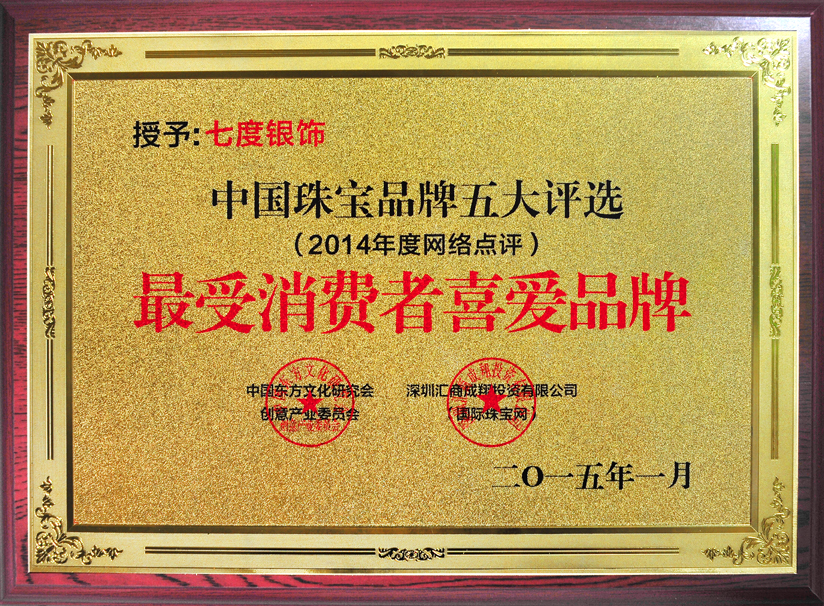 授予:七度银饰
中国珠宝品牌五大评选
(2014年度网络点评)
最受消费者喜爱品牌
中国东方文化研究会
创意产业委员会
深圳汇商成翔投资有限公司
(国际珠宝网)
二O一五年一月